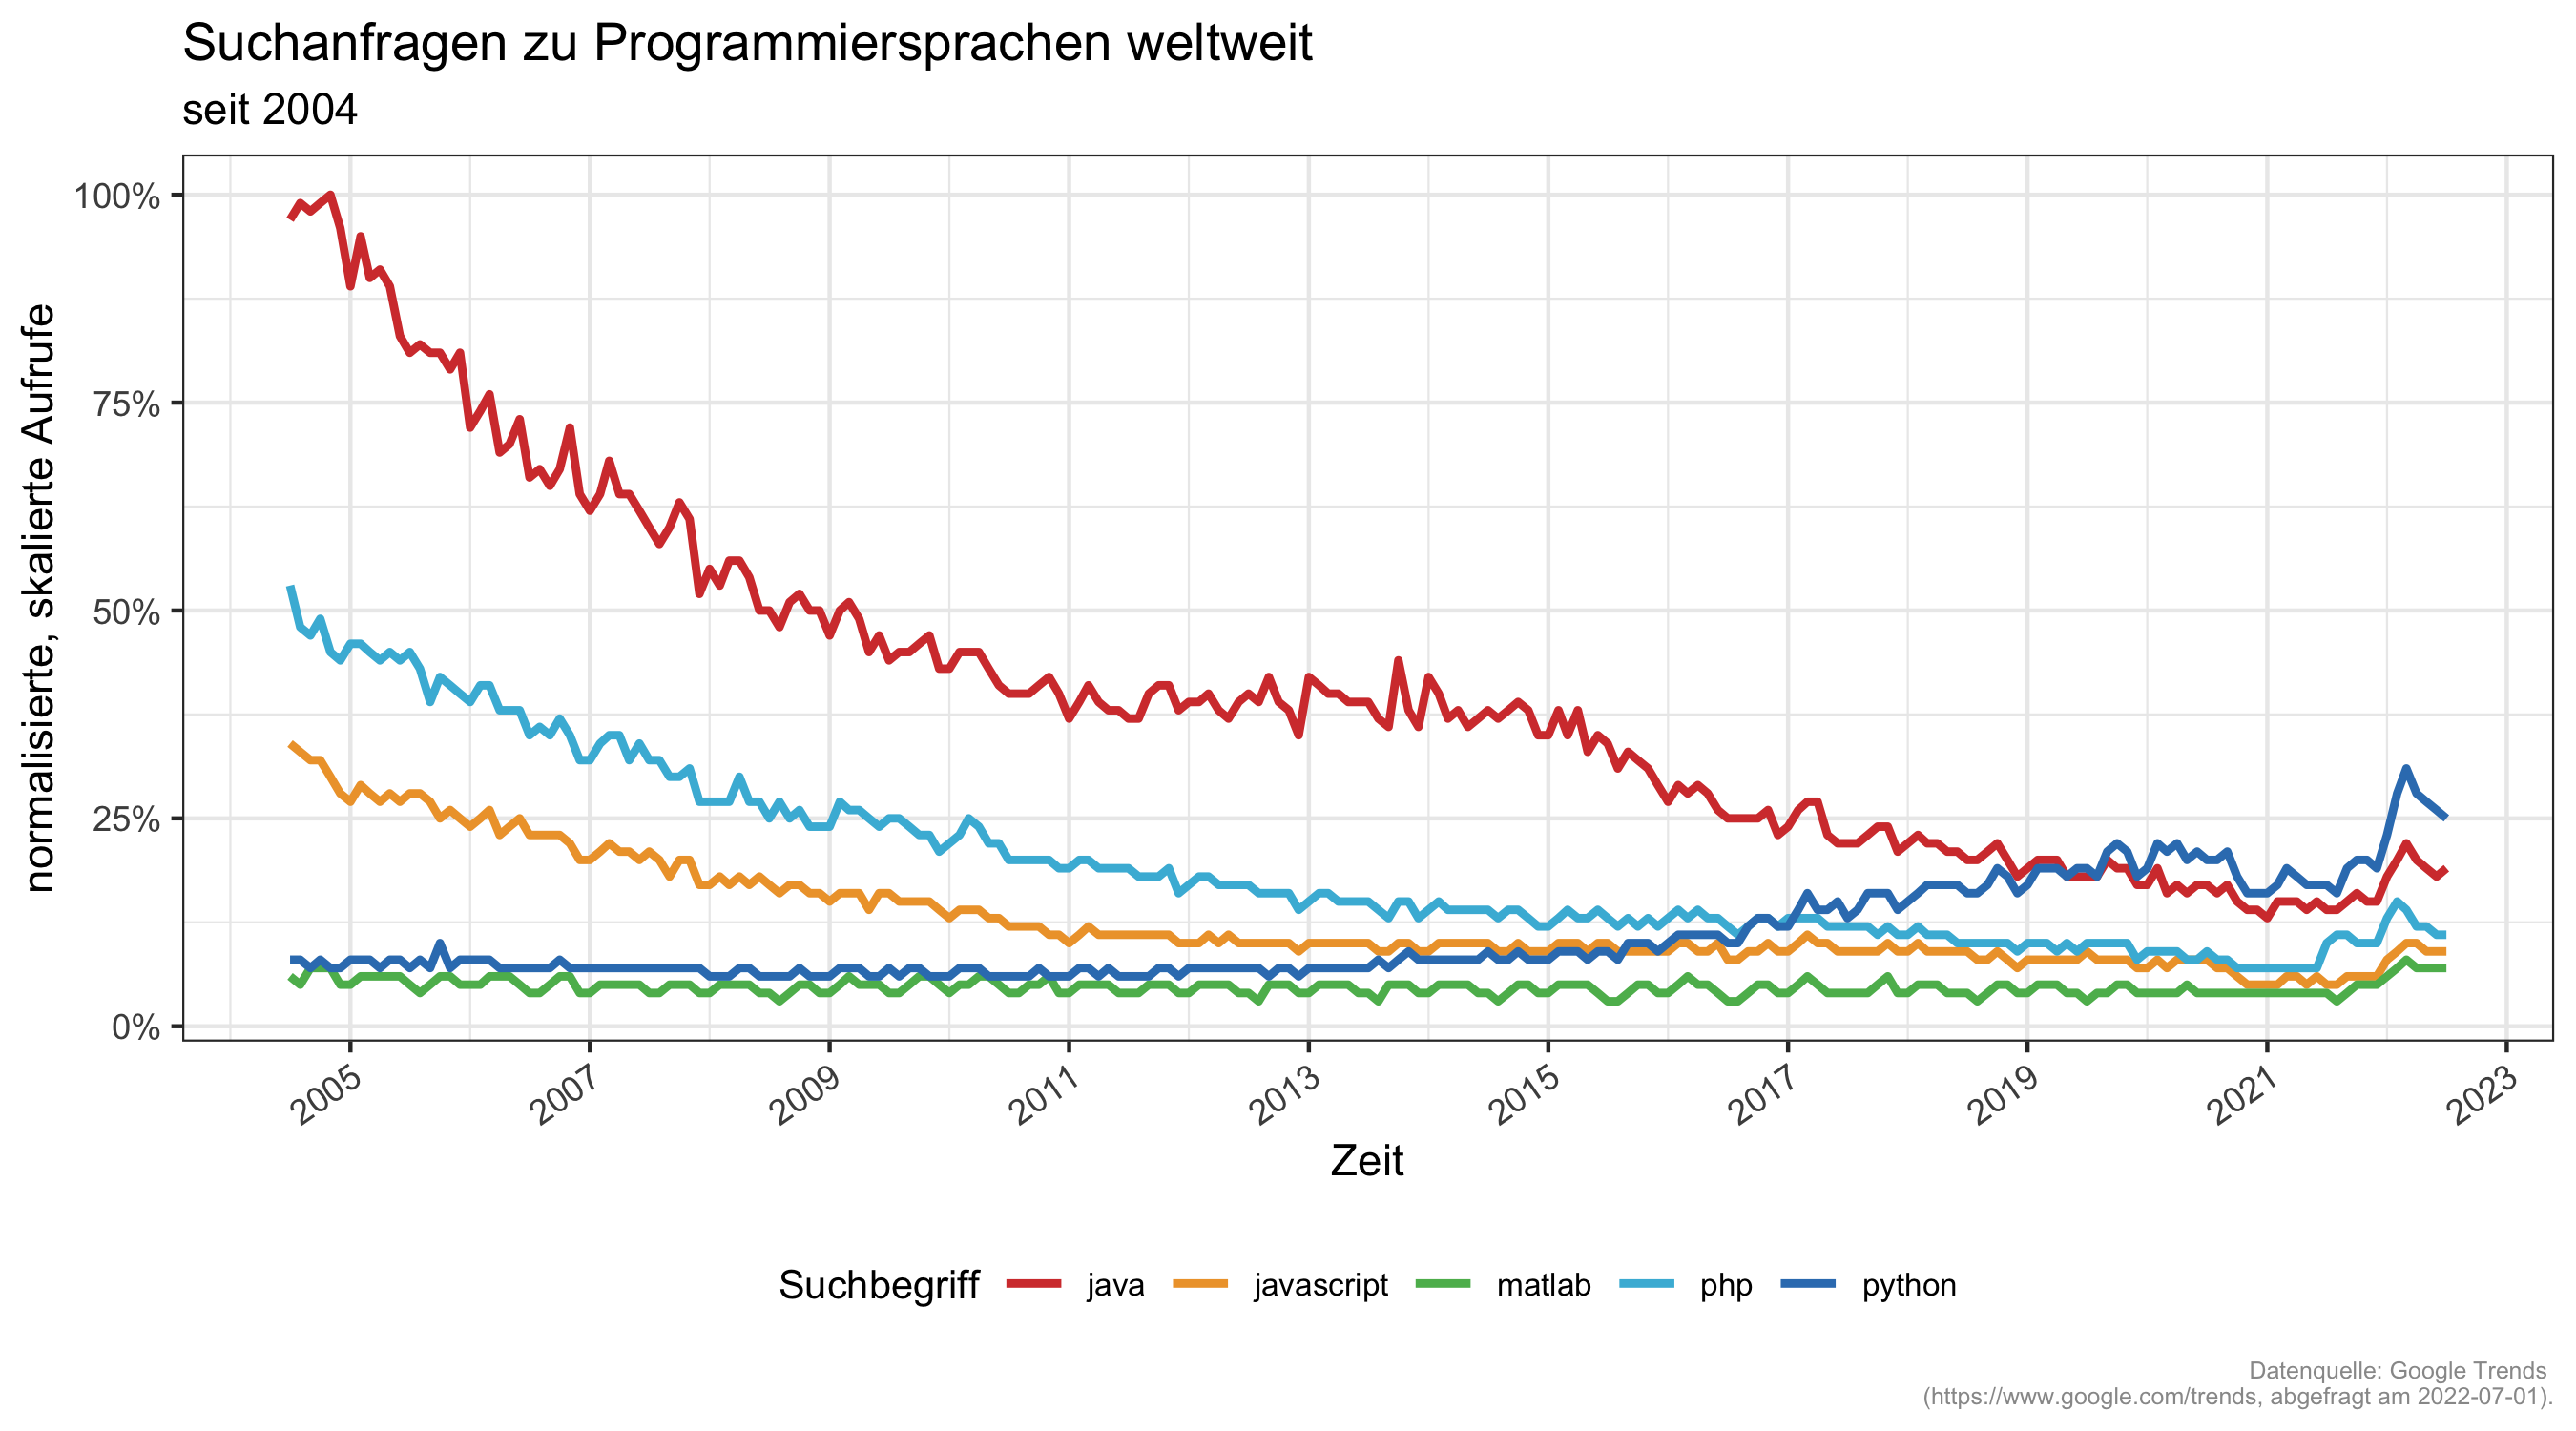 Suchanfragen zu Programmiersprachen weltweit
seit 2004
normalisierte, skalierte Aufrufe
100%
75%
50%
25%
0%
2005
2007
2009
2011
2013
2015
2017
2019
2021
2023
Zeit
Suchbegriff java javascript matlab php python
Datenquelle: Google Trends
(https://www.google.com/trends, abgefragt am 2022-07-01).